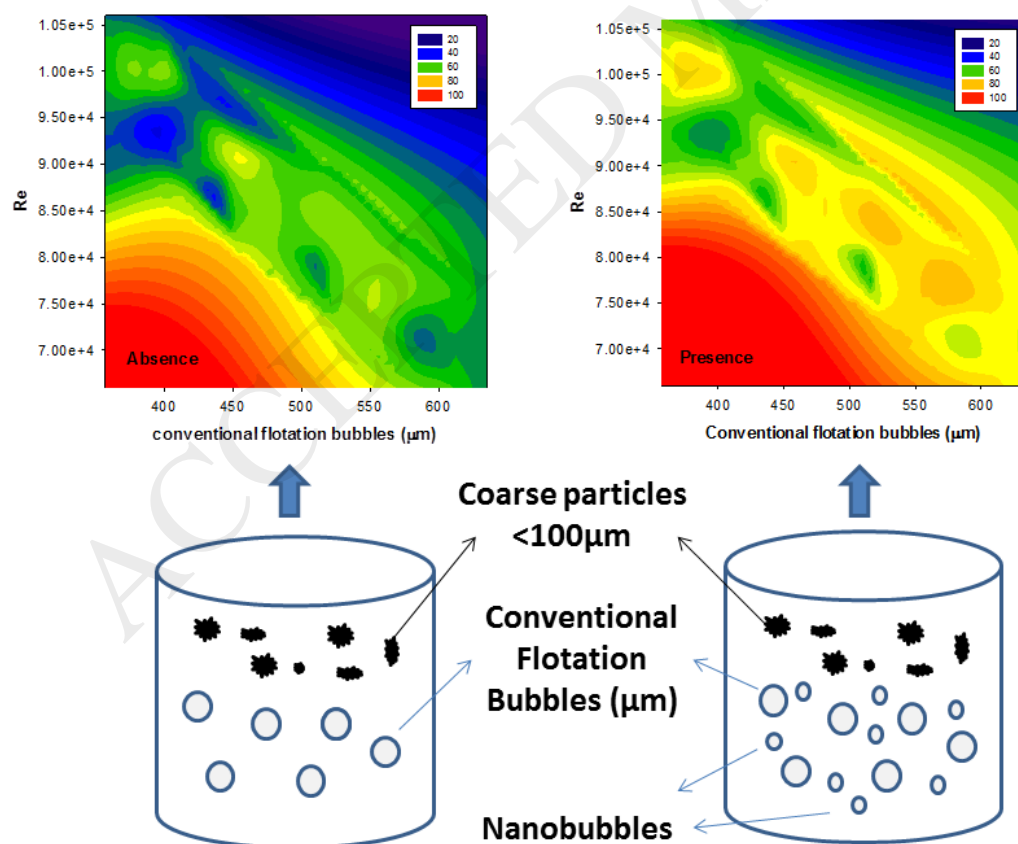 1.05e+5
1.00e+5
9.50e+4
9.00e+4
8.50e+4
8.00e+4
7.50e+4
7.00e+4
Re
20
40
60
80
100
Absence
400 450 500 550 600
conventional flotation bubbles (µm)
1.05e+5
1.00e+5
9.50e+4
9.00e+4
8.50e+4
8.00e+4
7.50e+4
7.00e+4
Re
20
40
60
80
100
Presence
400 450 500 550 600
Conventional flotation bubbles (µm)
Coarse particles
<100µm
Conventional
Flotation
Bubbles (µm)
Nanobubbles
ACCEPTED M